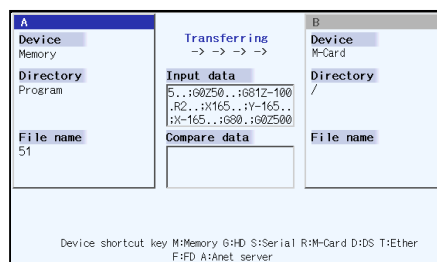 A
Device
Memory
Directory
Program
File name
51
Transferring
-> -> -> ->
Input data
5..;G0Z50..;G81Z-100
.R2..;X165..;Y-165..
;X-165..;G80.;G0Z500
Compare data
B
Device
M-Card
Directory
/
File name
Device shortcut key M:Memory G:HD S:Serial R:M-Card D:DS T:Ether
F:FD A:Anet server